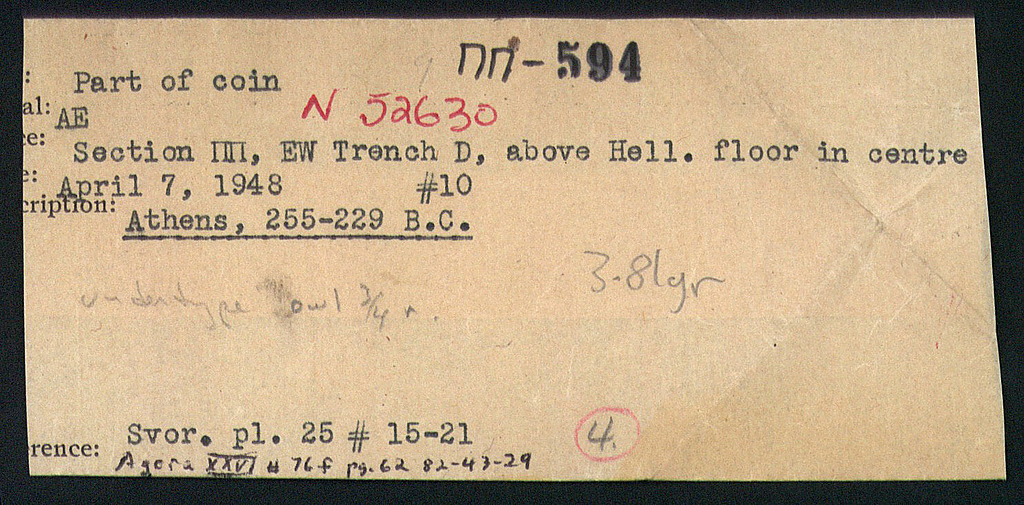 ΠΠ-594
: Part of coin
al: AE
N 52630
e: Section ΠΠ, EW Trench D, above Hell. floor in centre
e: April 7, 1948 #10
cription: Athens, 255-229 B.C.
3.81gr
undertype owl 3/4 r.
rence: Svor. pl. 25 # 15-21
4.
Agora XXVI # 76f pg. 62 82-43-29